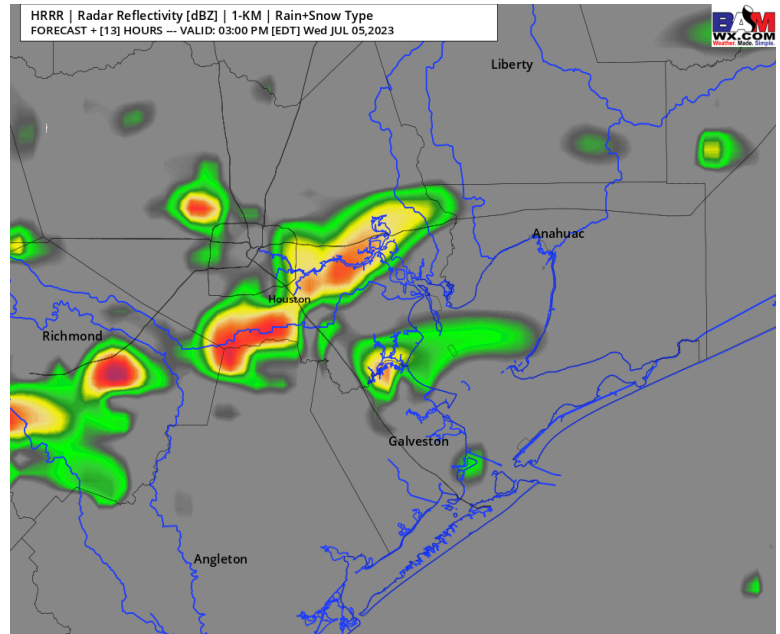 HRRR | Radar Reflectivity [dBZ] | 1-KM | Rain+Snow Type
FORECAST + [13] HOURS --- VALID: 03:00 PM [EDT] Wed JUL 05,2023
BAM
WX.COM
Weather. Made. Simple.
Liberty
Anahuac
Houston
Richmond
Galveston
Angleton